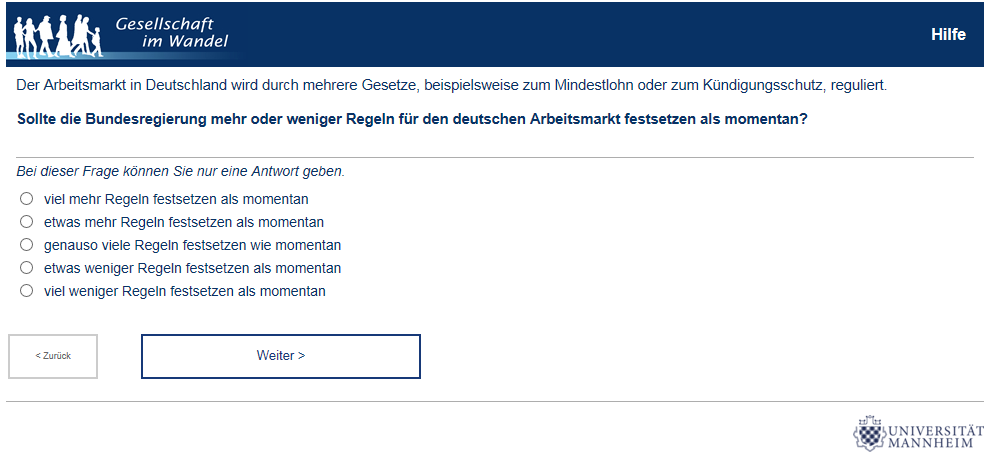 Gesellschaft
im Wandel
Hilfe
Der Arbeitsmarkt in Deutschland wird durch mehrere Gesetze, beispielsweise zum Mindestlohn oder zum Kündigungsschutz, reguliert.
Sollte die Bundesregierung mehr oder weniger Regeln für den deutschen Arbeitsmarkt festsetzen als momentan?
Bei dieser Frage können Sie nur eine Antwort geben.
viel mehr Regeln festsetzen als momentan
etwas mehr Regeln festsetzen als momentan
genauso viele Regeln festsetzen wie momentan
etwas weniger Regeln festsetzen als momentan
viel weniger Regeln festsetzen als momentan
< Zurück
Weiter >
UNIVERSITÄT
MANNHEIM